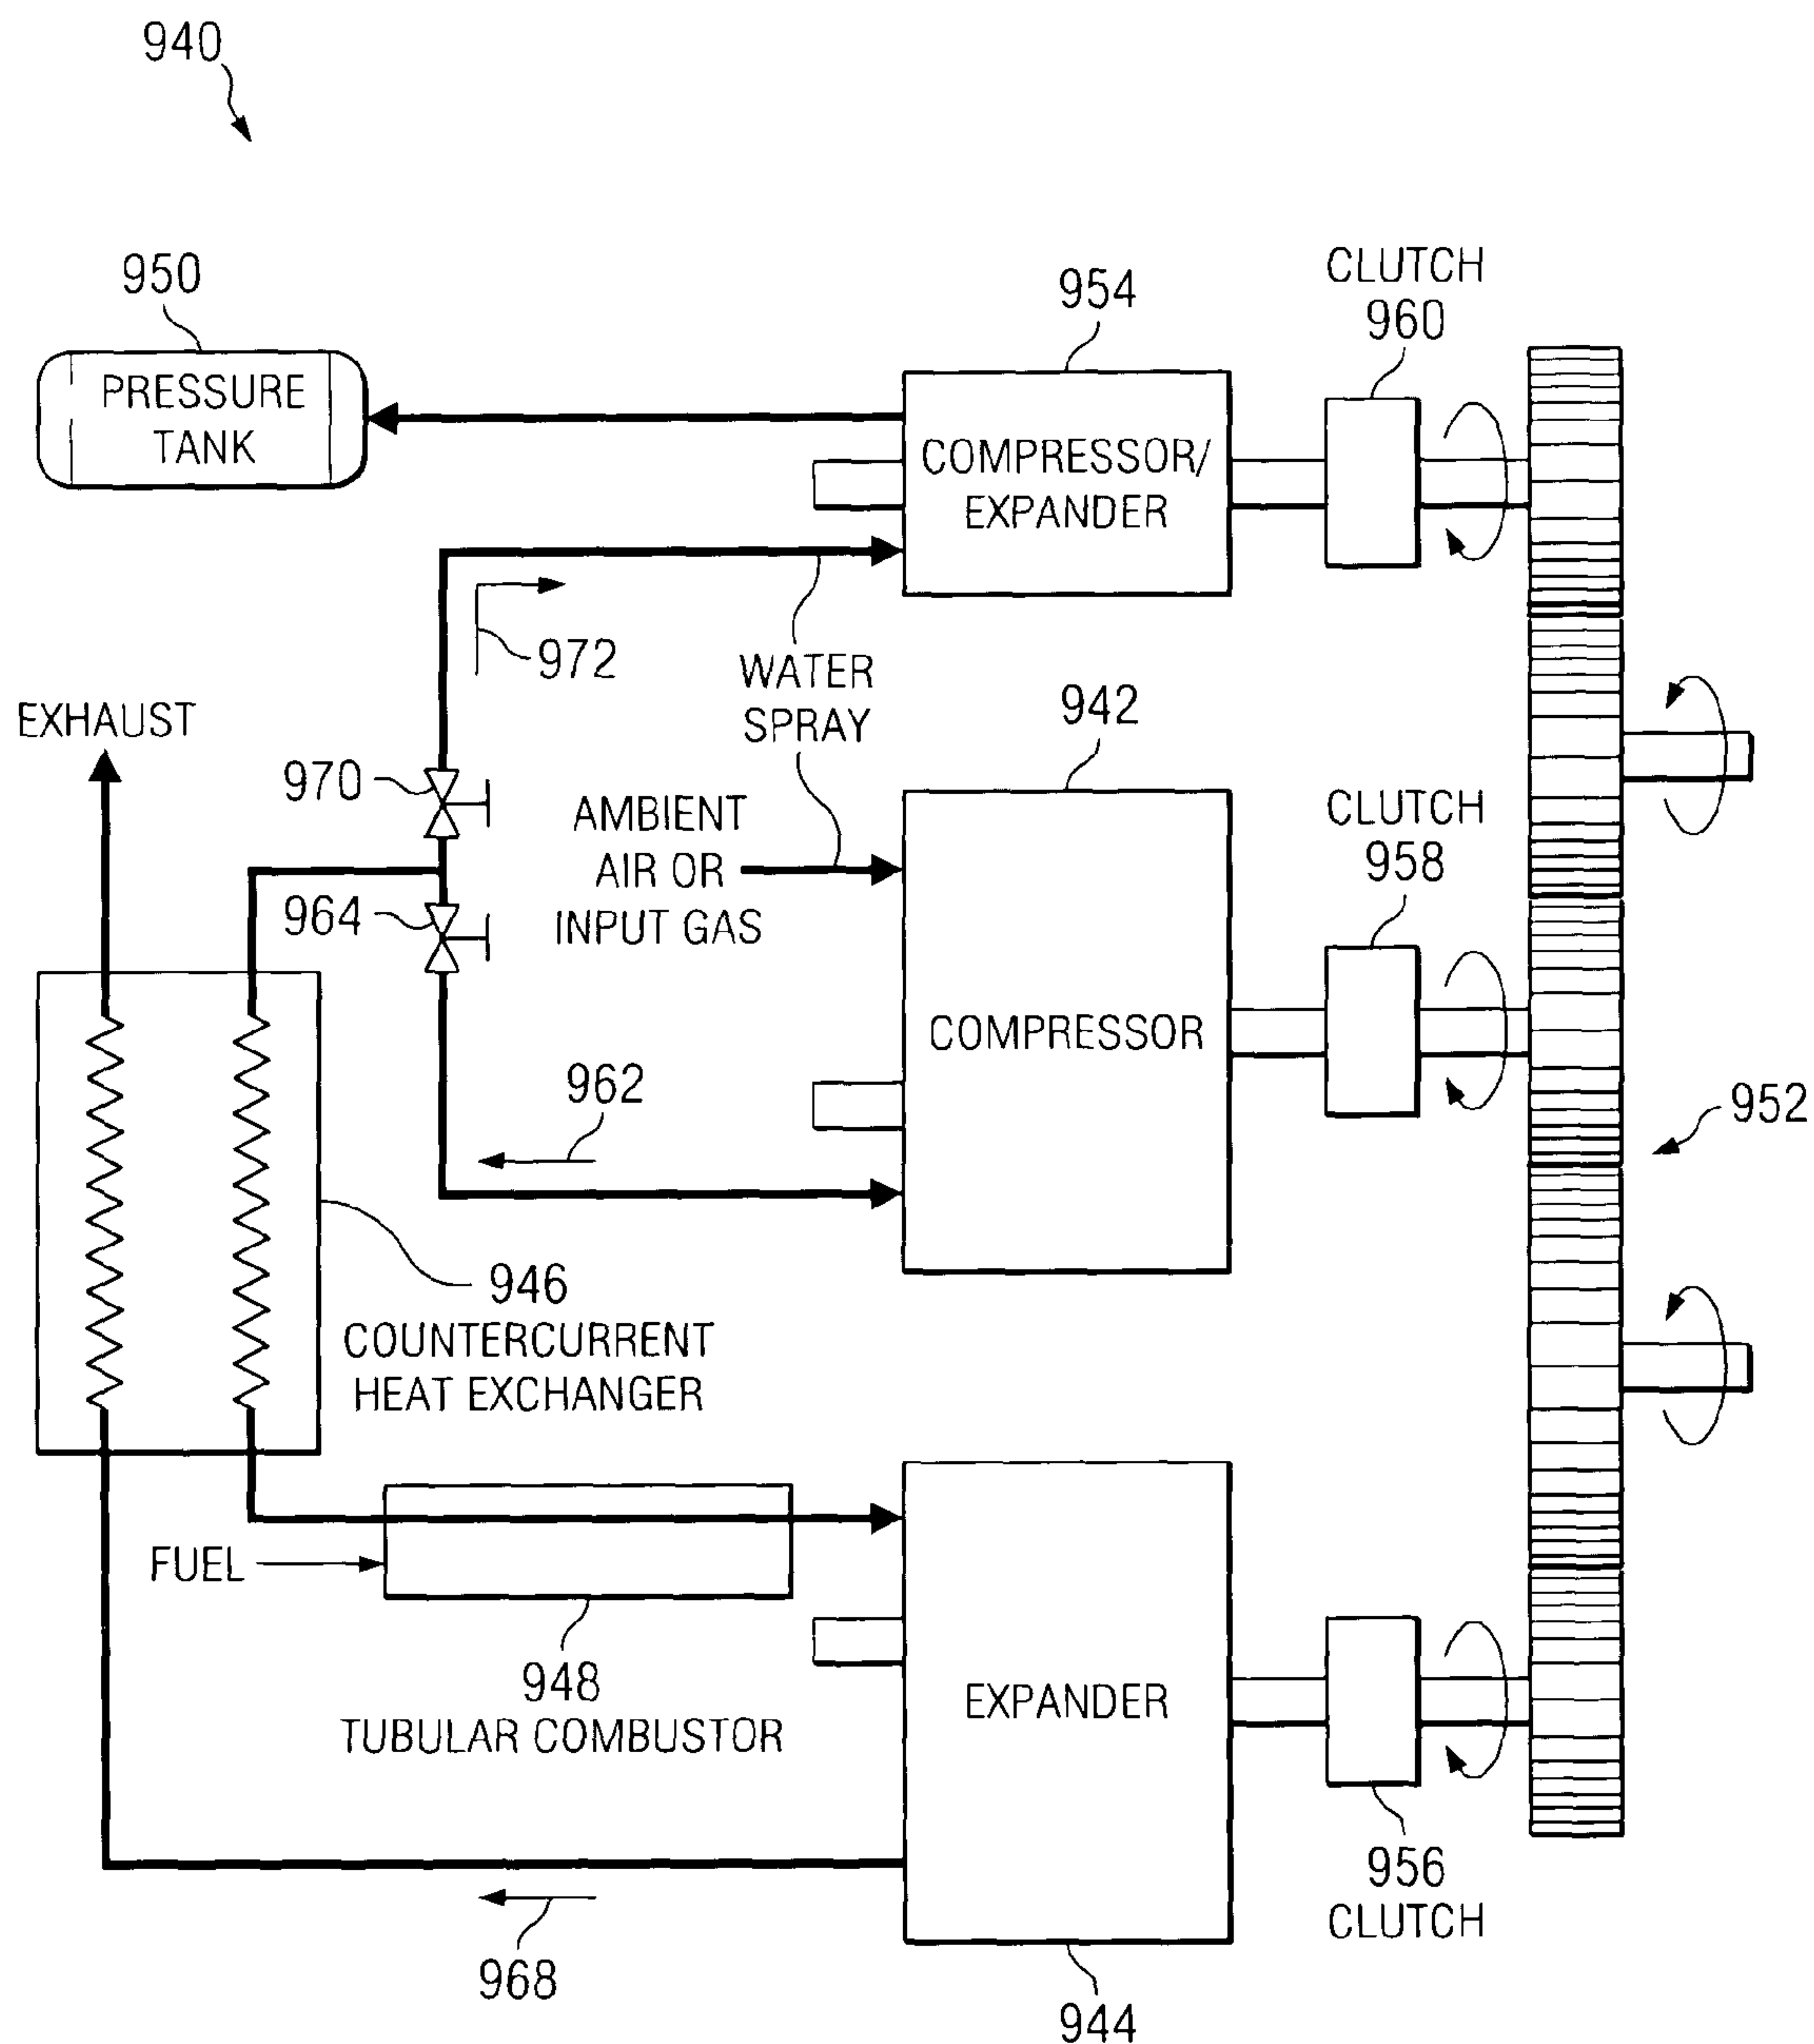 940
950
PRESSURE
TANK
954
COMPRESSOR/
EXPANDER
CLUTCH
960
972
WATER
SPRAY
EXHAUST
970
964
AMBIENT
AIR OR
INPUT GAS
942
COMPRESSOR
CLUTCH
958
962
952
946
COUNTERCURRENT
HEAT EXCHANGER
FUEL
948
TUBULAR COMBUSTOR
EXPANDER
956
CLUTCH
968
944